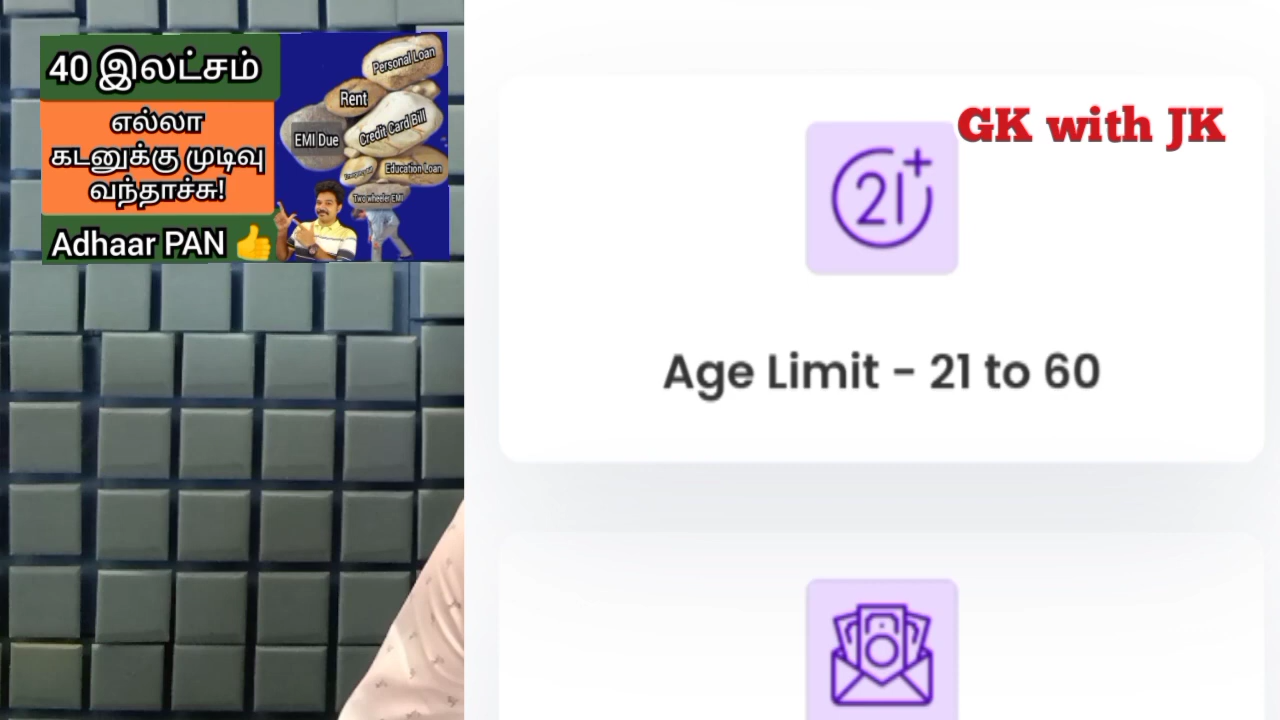 40 இலட்சம்
எல்லா
கடனுக்கு முடிவு
வந்தாச்சு!
Adhaar PAN
Personal Loan
Rent
EMI Due
Credit Card Bill
Education Loan
Two wheeler EMI
GK with JK
21+
Age Limit - 21 to 60